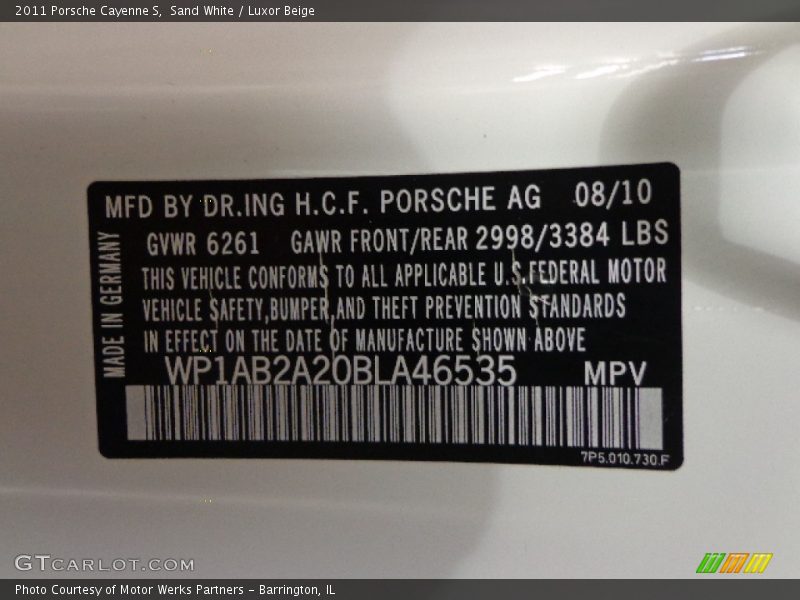 2011 Porsche Cayenne S,  Sand White / Luxor Beige
MFD BY DR.ING H.C.F. PORSCHE AG 08/10
GVWR 6261 GAWR FRONT/REAR 2998/3384 LBS
MADE IN GERMANY
THIS VEHICLE CONFORMS TO ALL APPLICABLE U.S.FEDERAL MOTOR
VEHICLE SAFETY,BUMPER,AND THEFT PREVENTION STANDARDS
IN EFFECT ON THE DATE OF MANUFACTURE SHOWN ABOVE
WP1AB2A20BLA46535 MPV
7P5.010.730.F
GTCARLOT.COM
Photo Courtesy of Motor Werks Partners - Barrington, IL